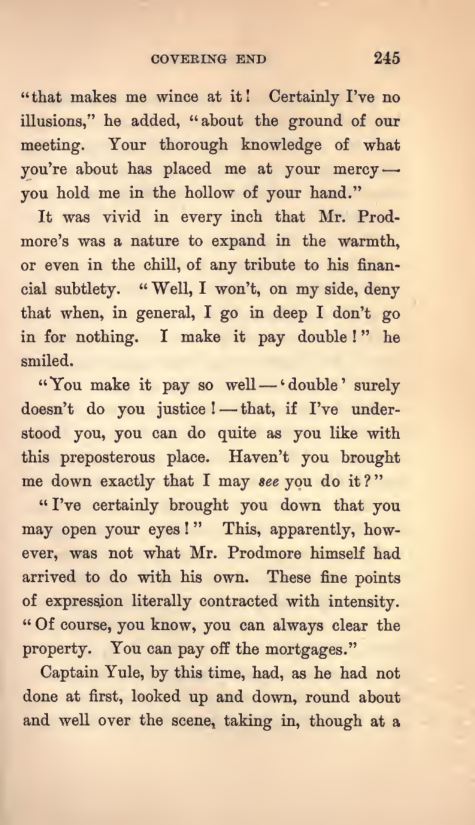 COVERING END 245
“that makes me wince at it! Certainly I've no
illusions,” he added, “about the ground of our
meeting. Your thorough knowledge of what
you're about has placed me at your mercy—
you hold me in the hollow of your hand.”
It was vivid in every inch that Mr. Prod-
more's was a nature to expand in the warmth,
or even in the chill, of any tribute to his finan-
cial subtlety. “Well, I won't, on my side, deny
that when, in general, I go in deep I don't go
in for nothing. I make it pay double!” he
smiled.
“You make it pay so well—‘double’ surely
doesn't do you justice!—that, if I've under-
stood you, you can do quite as you like with
this preposterous place. Haven't you brought
me down exactly that I may see you do it?”
“I've certainly brought you down that you
may open your eyes!” This, apparently, how-
ever, was not what Mr. Prodmore himself had
arrived to do with his own. These fine points
of expression literally contracted with intensity.
“Of course, you know, you can always clear the
property. You can pay off the mortgages.”
Captain Yule, by this time, had, as he had not
done at first, looked up and down, round about
and well over the scene, taking in, though at a